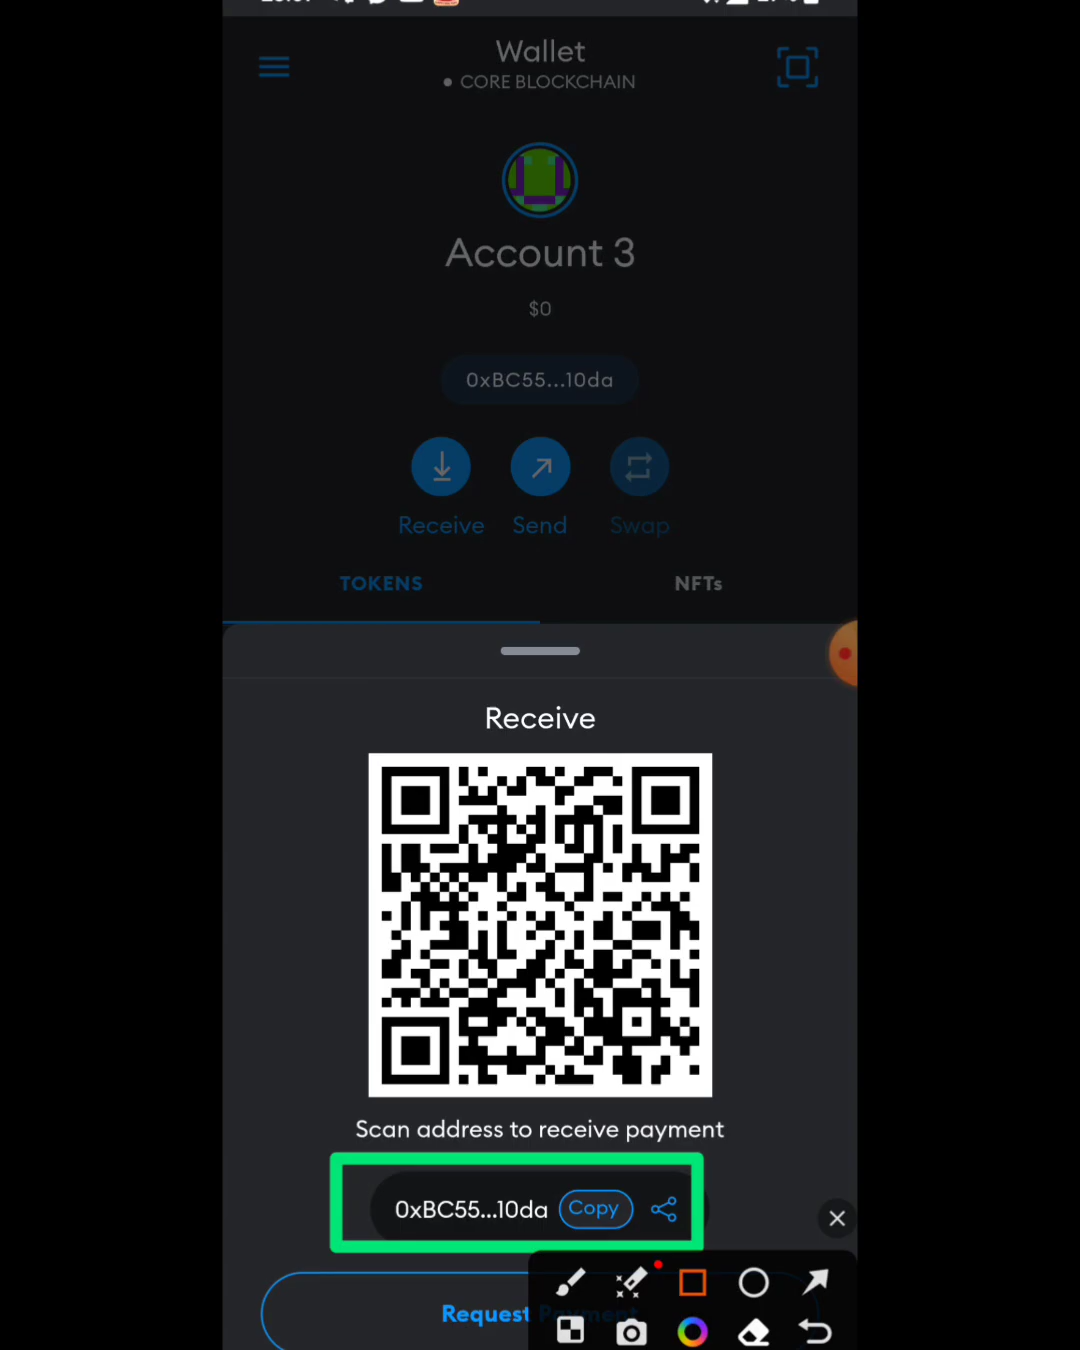 Wallet
CORE BLOCKCHAIN
Account 3
$0
0xBC55...10da
Receive
Send
Swap
TOKENS
NFTs
Receive
Scan address to receive payment
0xBC55...10da
Copy
Request Payment